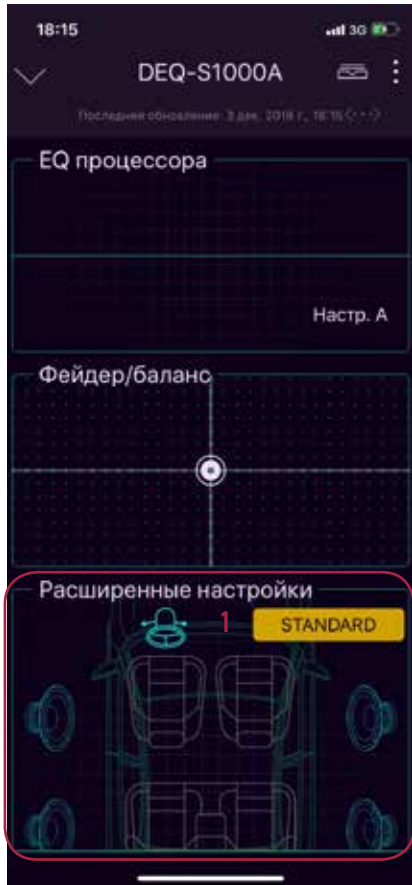 18:15 3G
DEQ-S1000A
Последнее обновление: 3 дек. 2018 г., 18:15
EQ процессора
Настр. A
Фейдер/баланс
Расширенные настройки
1 STANDARD